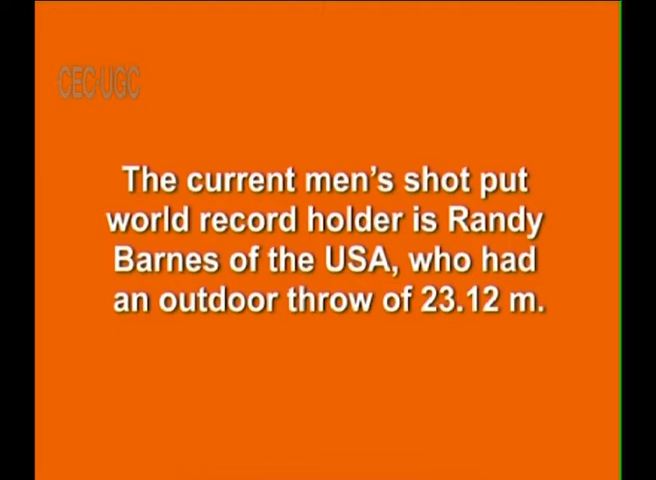 CEC-UGC
The current men's shot put
world record holder is Randy
Barnes of the USA, who had
an outdoor throw of 23.12 m.